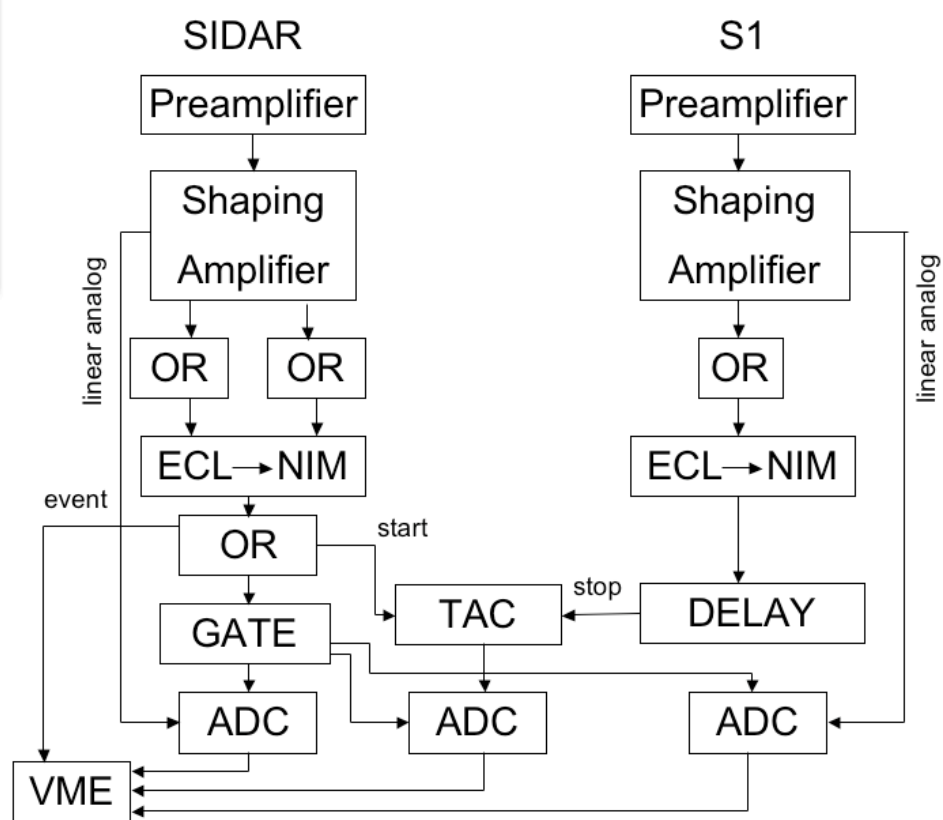 SIDAR
S1
Preamplifier
Preamplifier
Shaping
Amplifier
Shaping
Amplifier
linear analog
linear analog
OR
OR
OR
ECL NIM
ECL NIM
event
OR
start
stop
TAC
DELAY
GATE
ADC
ADC
ADC
VME